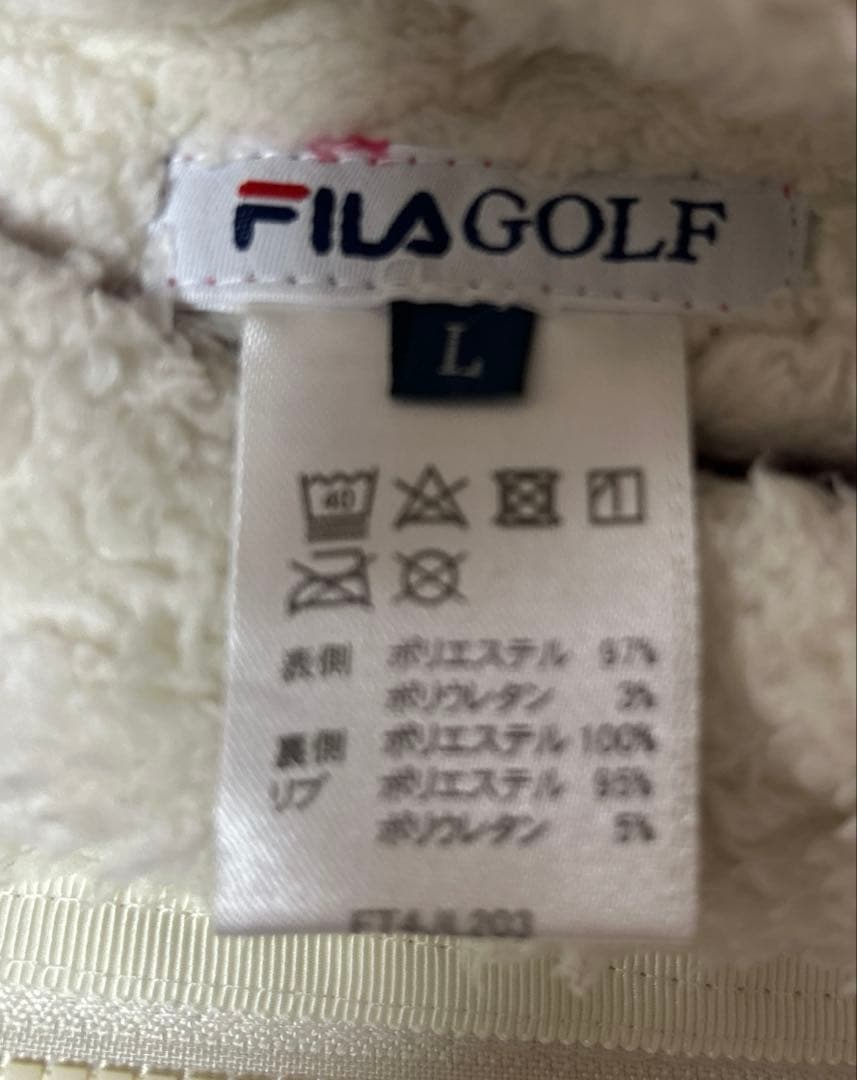 FILA GOLF
L
40
表側 ポリエステル 97%
ポリウレタン 3%
裏側 ポリエステル 100%
リブ ポリエステル 95%
ポリウレタン 5%